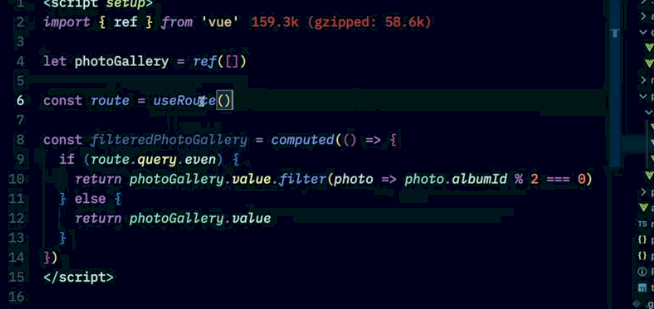 1 <script setup>
2 import { ref } from 'vue' 159.3k (gzipped: 58.6k)
3
4 let photoGallery = ref([])
5
6 const route = useRoute()
7
8 const filteredPhotoGallery = computed(() => {
9 if (route.query.even) {
10 return photoGallery.value.filter(photo => photo.albumId % 2 === 0)
11 } else {
12 return photoGallery.value
13 }
14 })
15 </script>
16